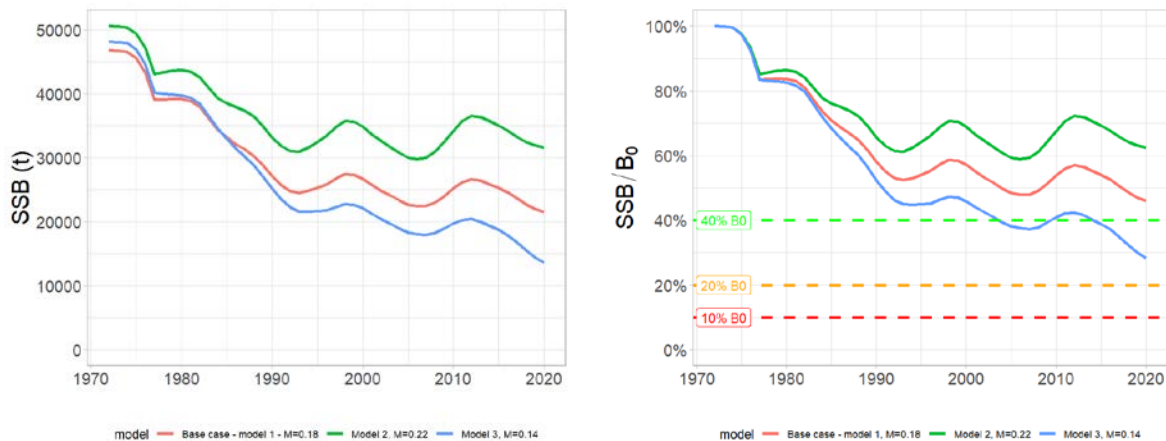 SSB (t)
50000
40000
30000
20000
10000
0
1970 1980 1990 2000 2010 2020
model Base case - model 1 - M=0.18 Model 2, M=0.22 Model 3, M=0.14
SSB / B0
100%
80%
60%
40%
20%
0%
40% B0
20% B0
10% B0
1970 1980 1990 2000 2010 2020
model Base case - model 1, M=0.18 Model 2, M=0.22 Model 3, M=0.14